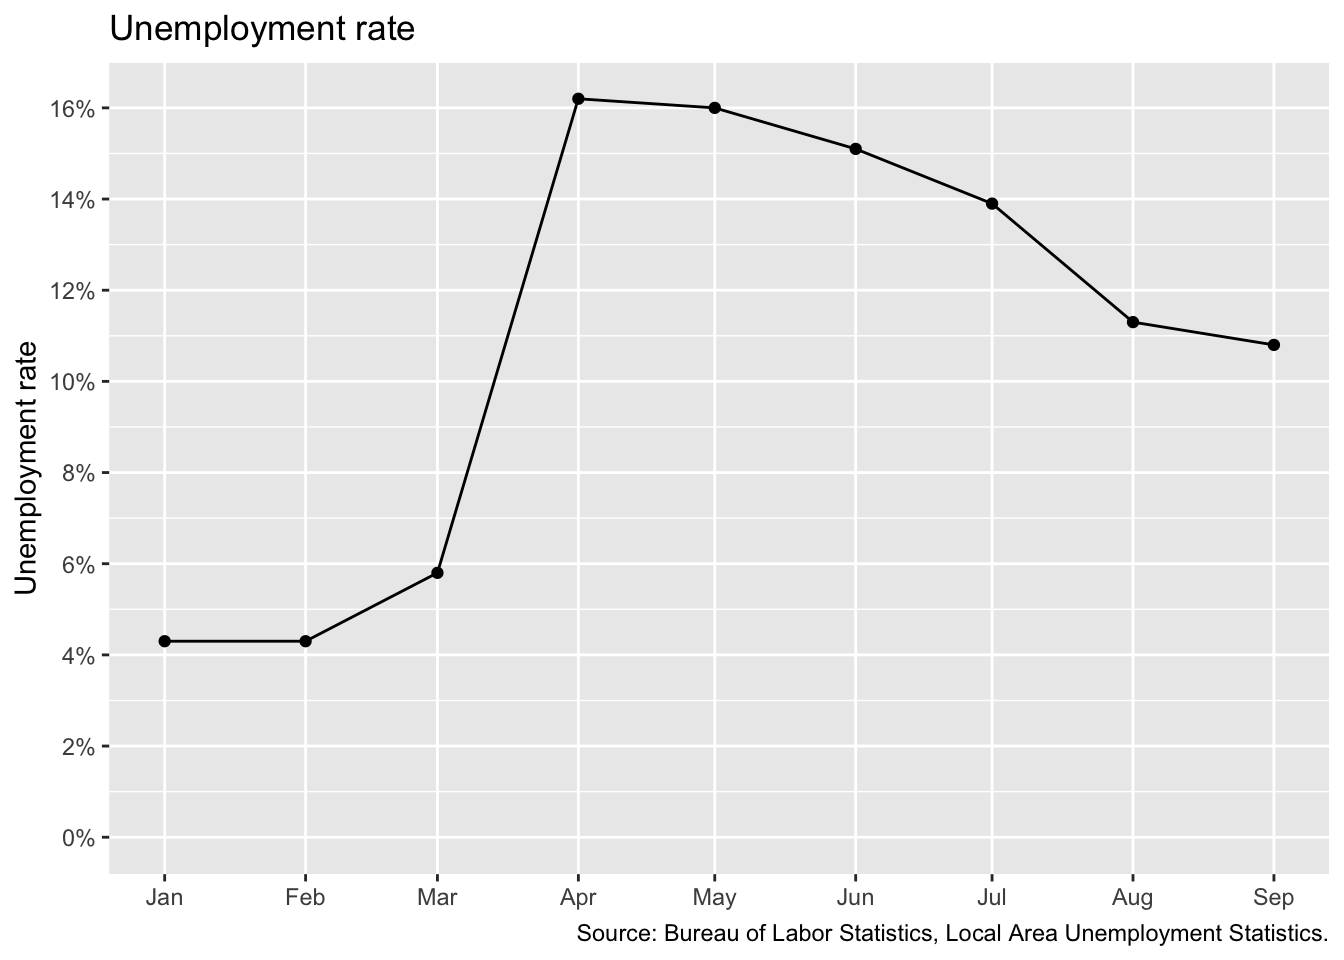 Unemployment rate
Unemployment rate
16%
14%
12%
10%
8%
6%
4%
2%
0%
Jan Feb Mar Apr May Jun Jul Aug Sep
Source: Bureau of Labor Statistics, Local Area Unemployment Statistics.